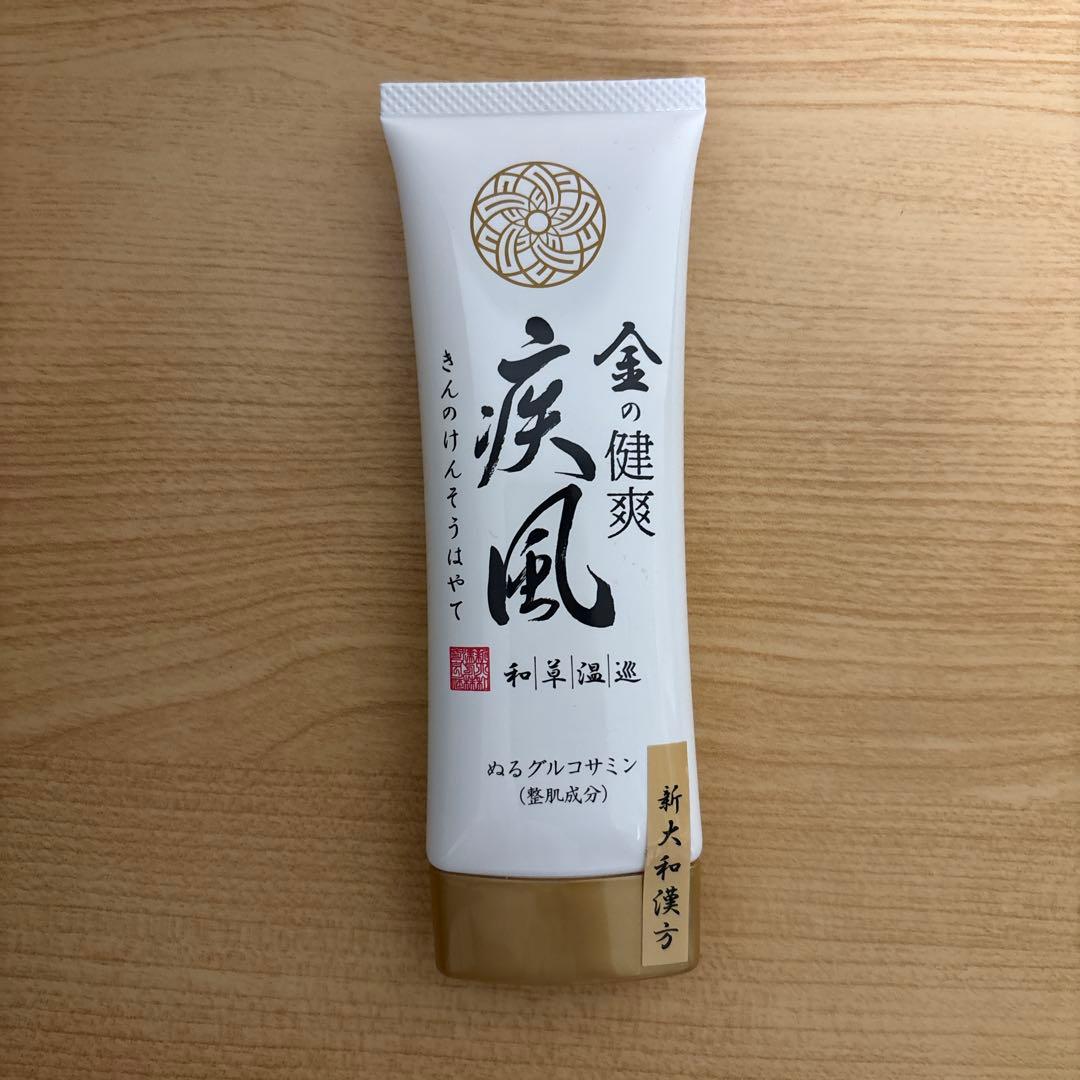 金の健爽
疾風
きんのけんそうはやて
和草温巡
ぬるグルコサミン
(整肌成分)
新大和漢方